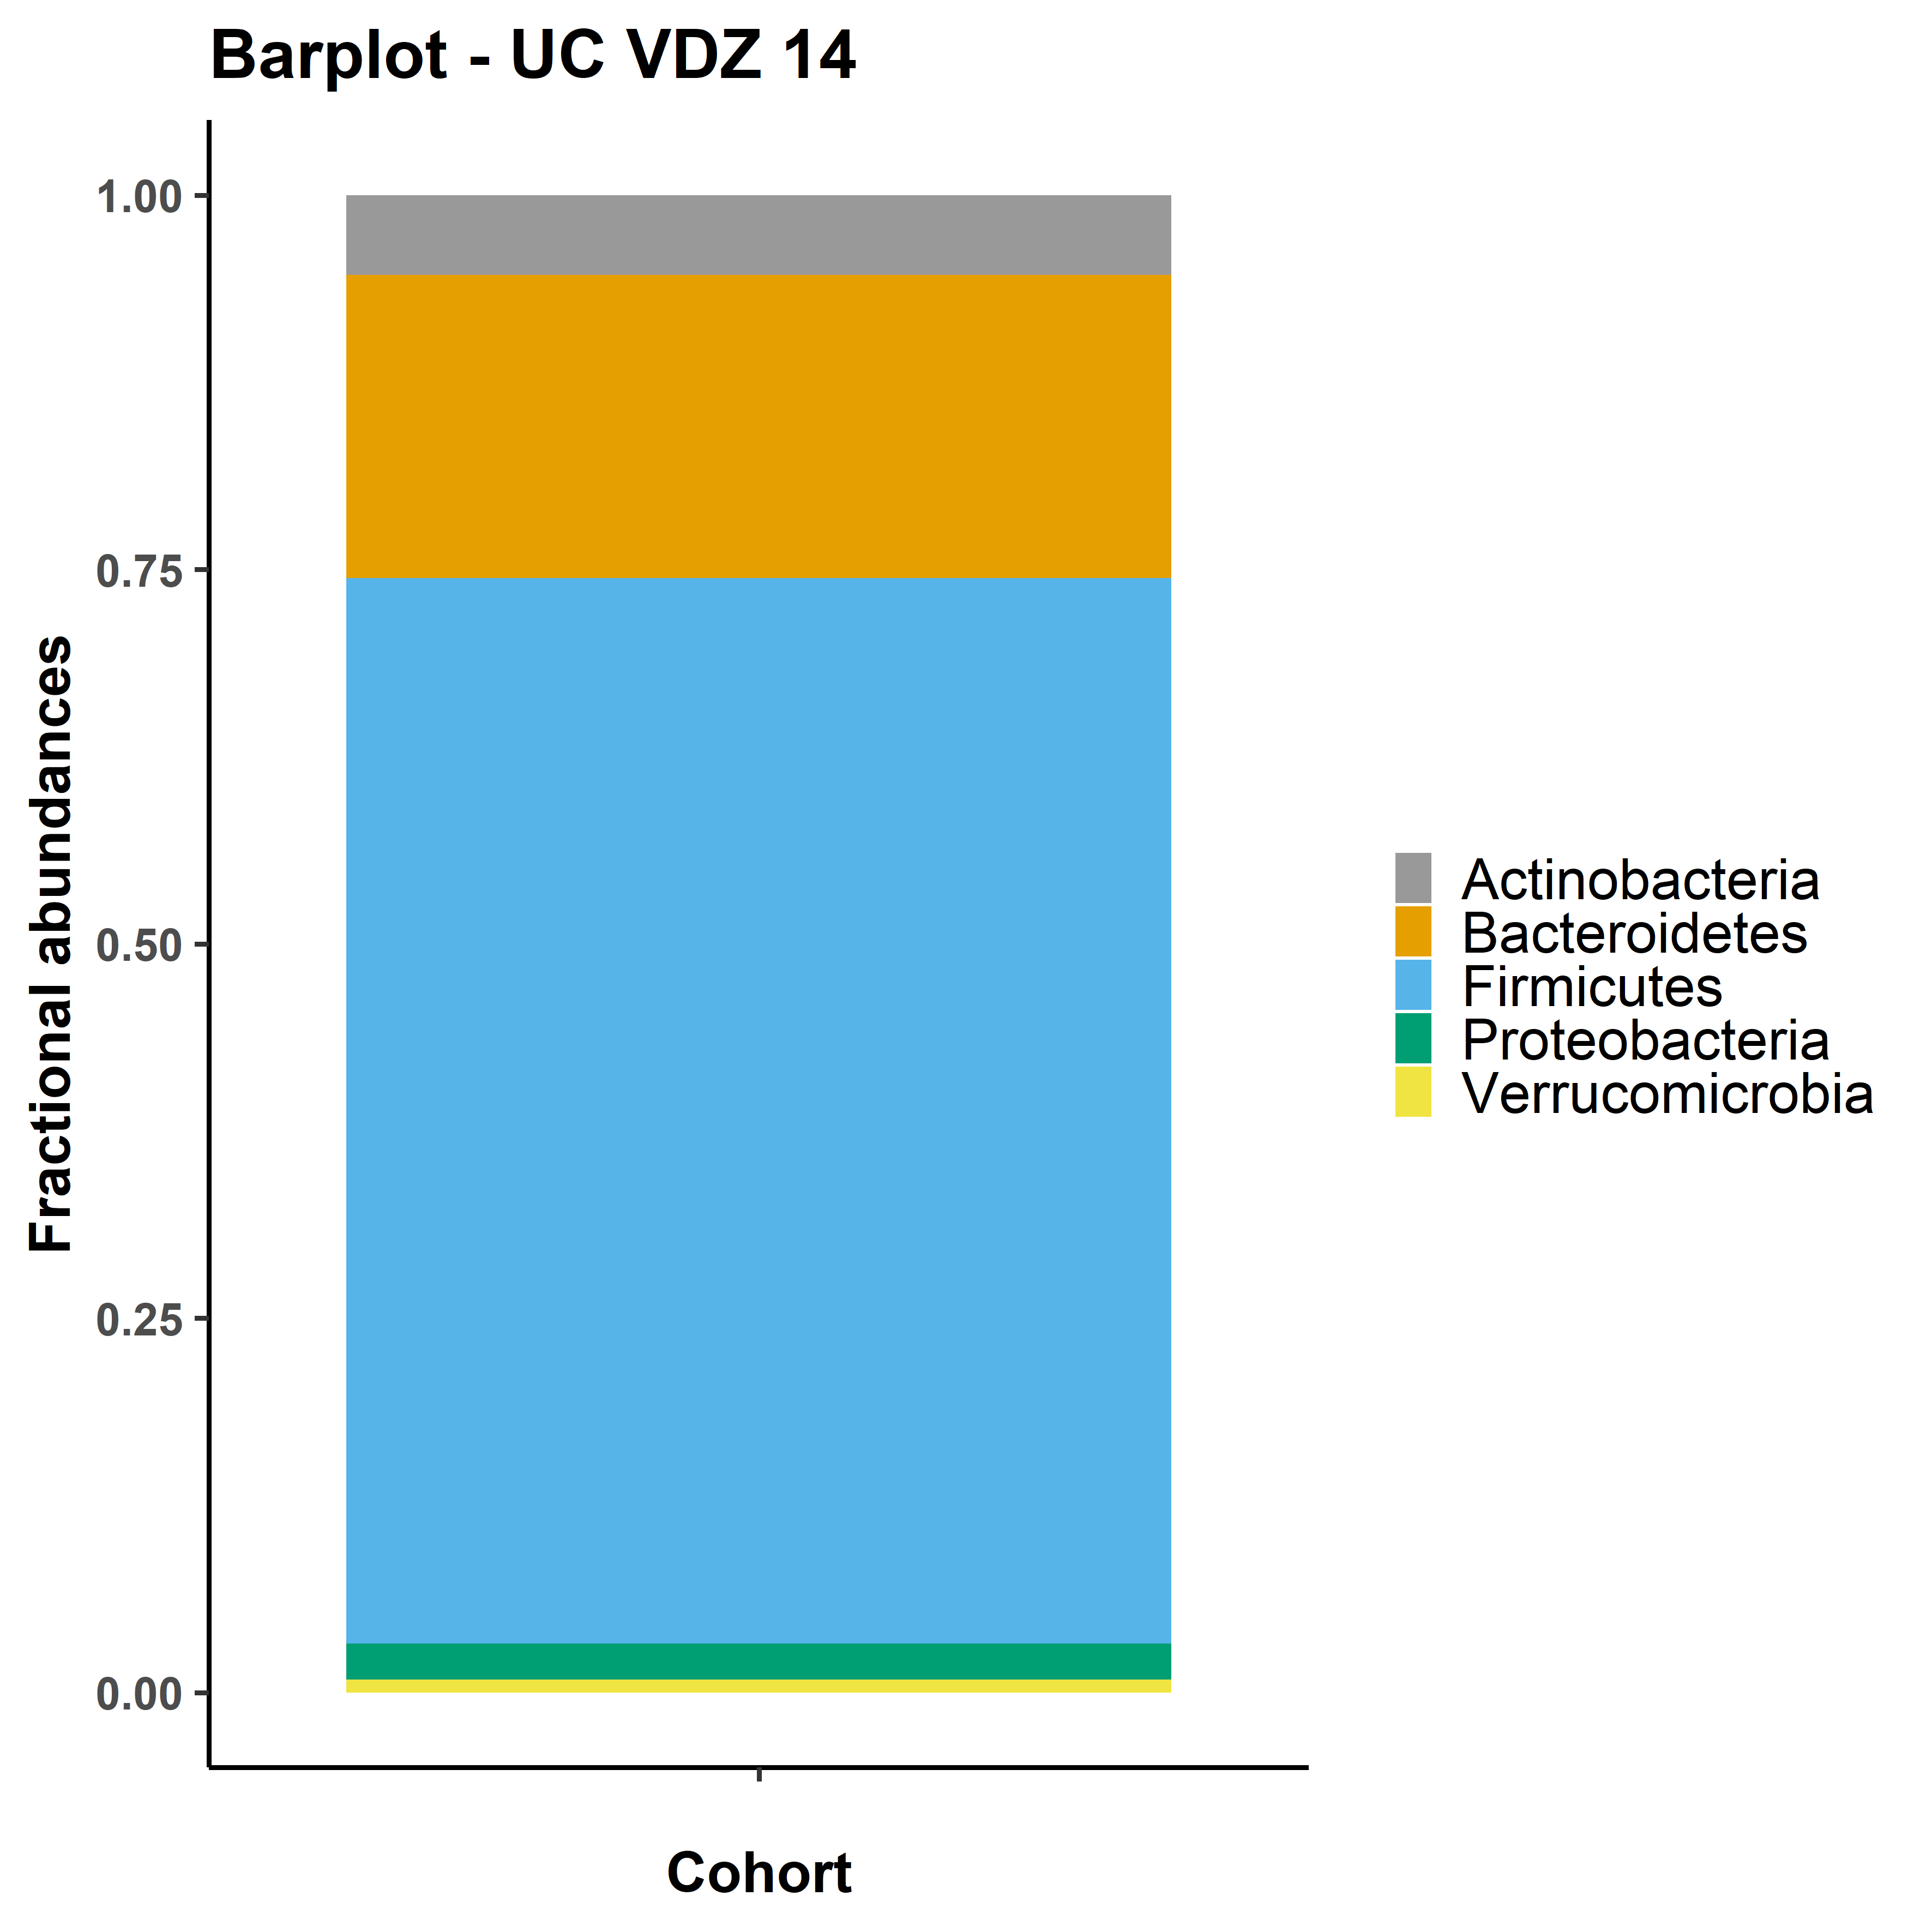 Barplot - UC VDZ 14
Fractional abundances
1.00
0.75
0.50
0.25
0.00
Cohort
Actinobacteria
Bacteroidetes
Firmicutes
Proteobacteria
Verrucomicrobia